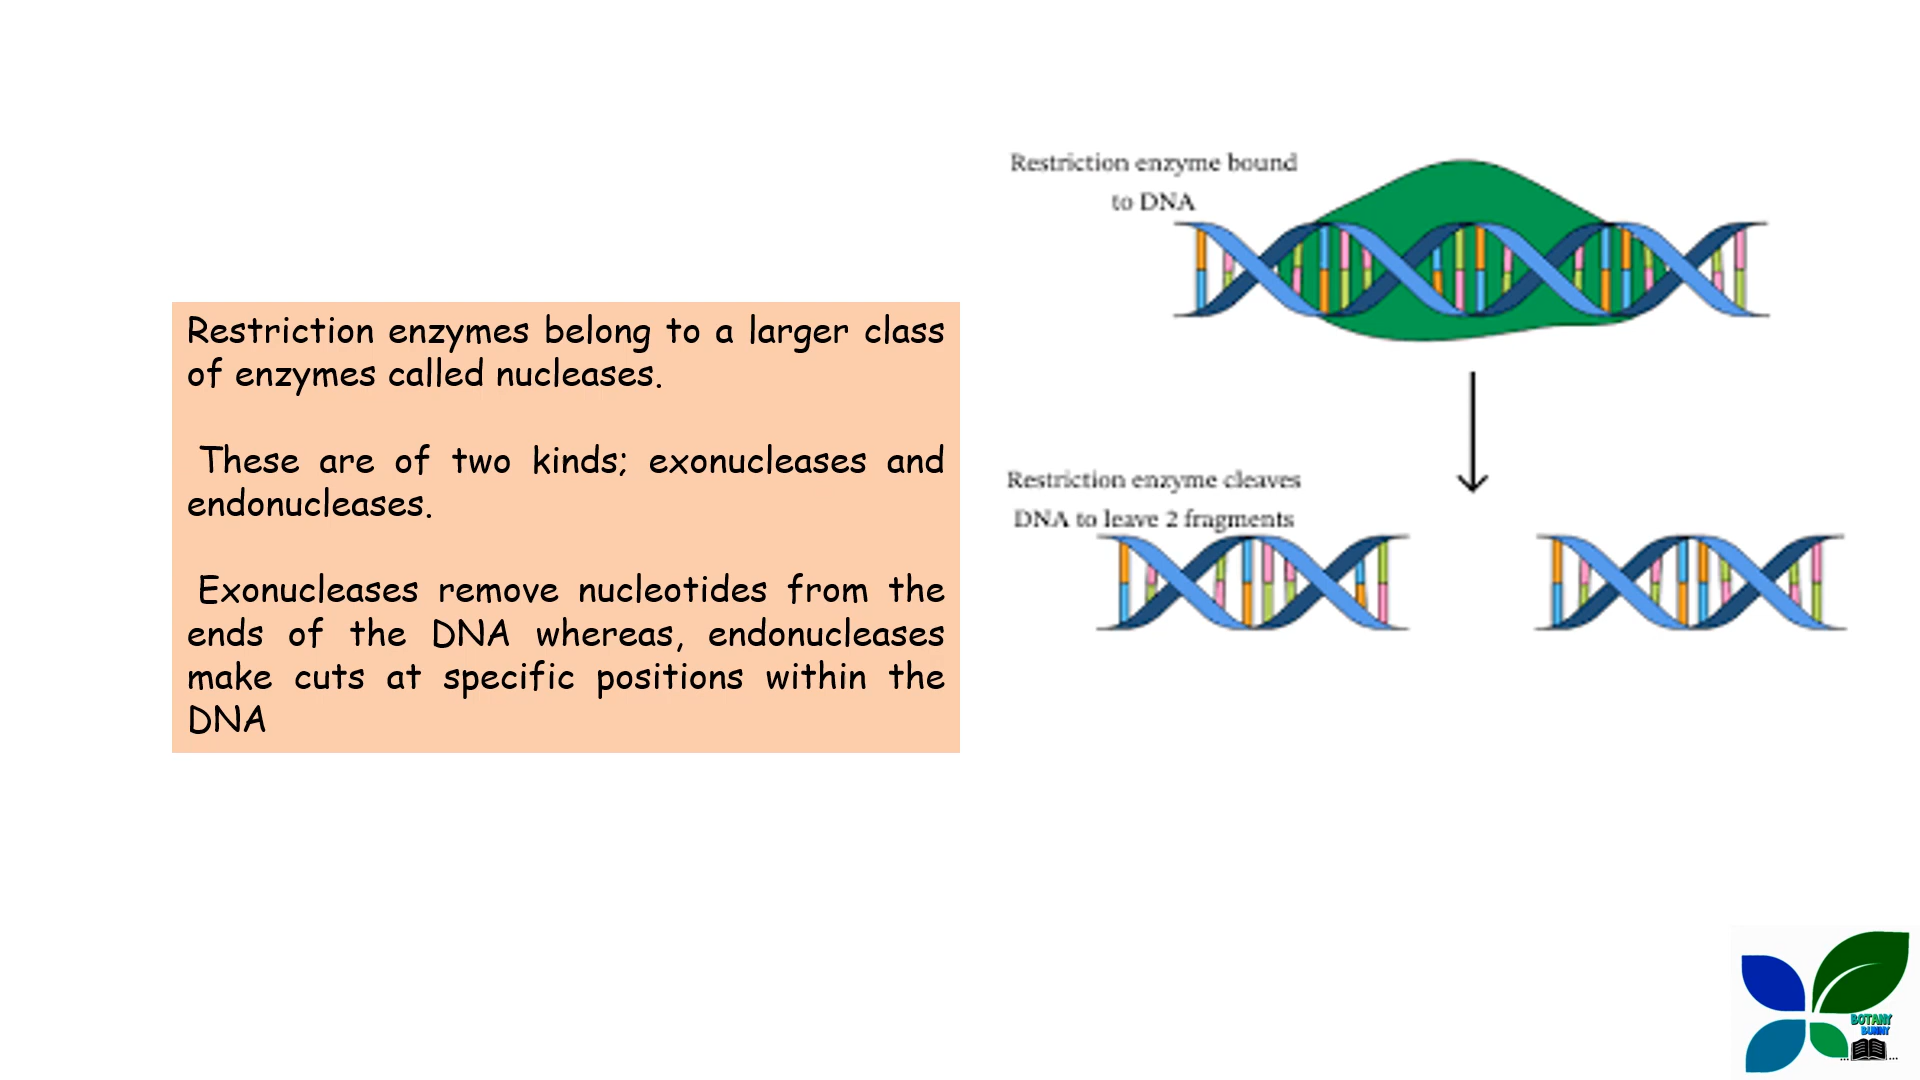 Restriction enzymes belong to a larger class
of enzymes called nucleases.
These are of two kinds; exonucleases and
endonucleases.
Exonucleases remove nucleotides from the
ends of the DNA whereas, endonucleases
make cuts at specific positions within the
DNA
Restriction enzyme bound
to DNA
Restriction enzyme cleaves
DNA to leave 2 fragments
BOTANY
BUNNY